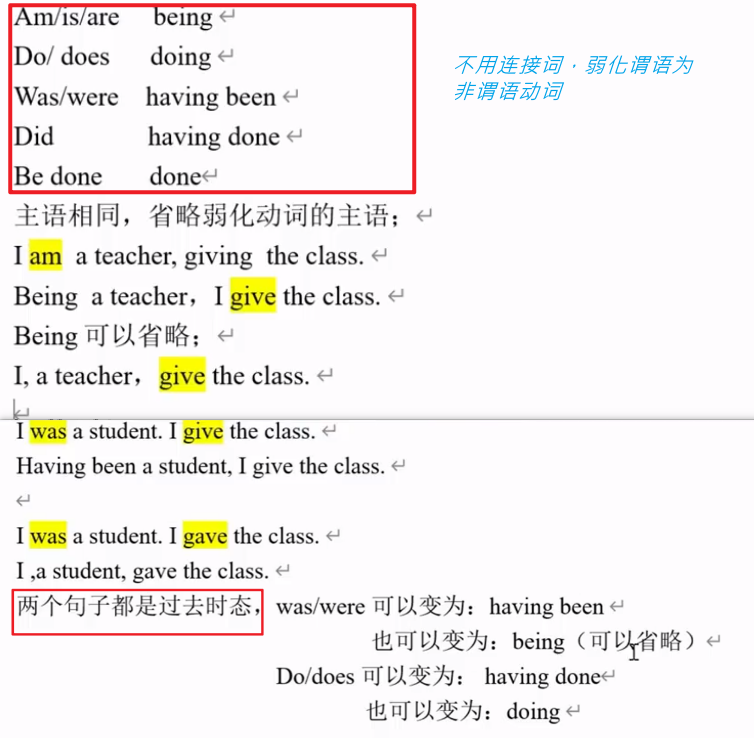 Am/is/are being
Do/ does doing
Was/were having been
Did having done
Be done done
不用连接词，弱化谓语为
非谓语动词
主语相同，省略弱化动词的主语；
I am a teacher, giving the class.
Being a teacher，I give the class.
Being 可以省略；
I, a teacher，give the class.
I was a student. I give the class.
Having been a student, I give the class.
I was a student. I gave the class.
I ,a student, gave the class.
两个句子都是过去时态，was/were 可以变为：having been
也可以变为：being（可以省略）
Do/does 可以变为： having done
也可以变为：doing